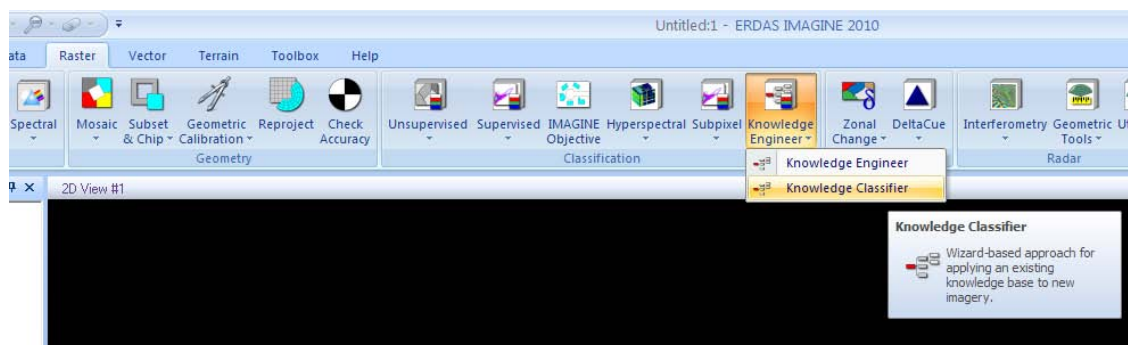 Untitled:1 - ERDAS IMAGINE 2010
Raster Vector Terrain Toolbox Help
Spectral Mosaic Subset & Chip Geometric Calibration Reproject Check Accuracy Unsupervised Supervised IMAGINE Objective Hyperspectral Subpixel Knowledge Engineer Zonal Change DeltaCue Interferometry Geometric Tools
Geometry Classification Radar
Knowledge Engineer
2D View #1
Knowledge Classifier
Knowledge Classifier
Wizard-based approach for
applying an existing
knowledge base to new
imagery.